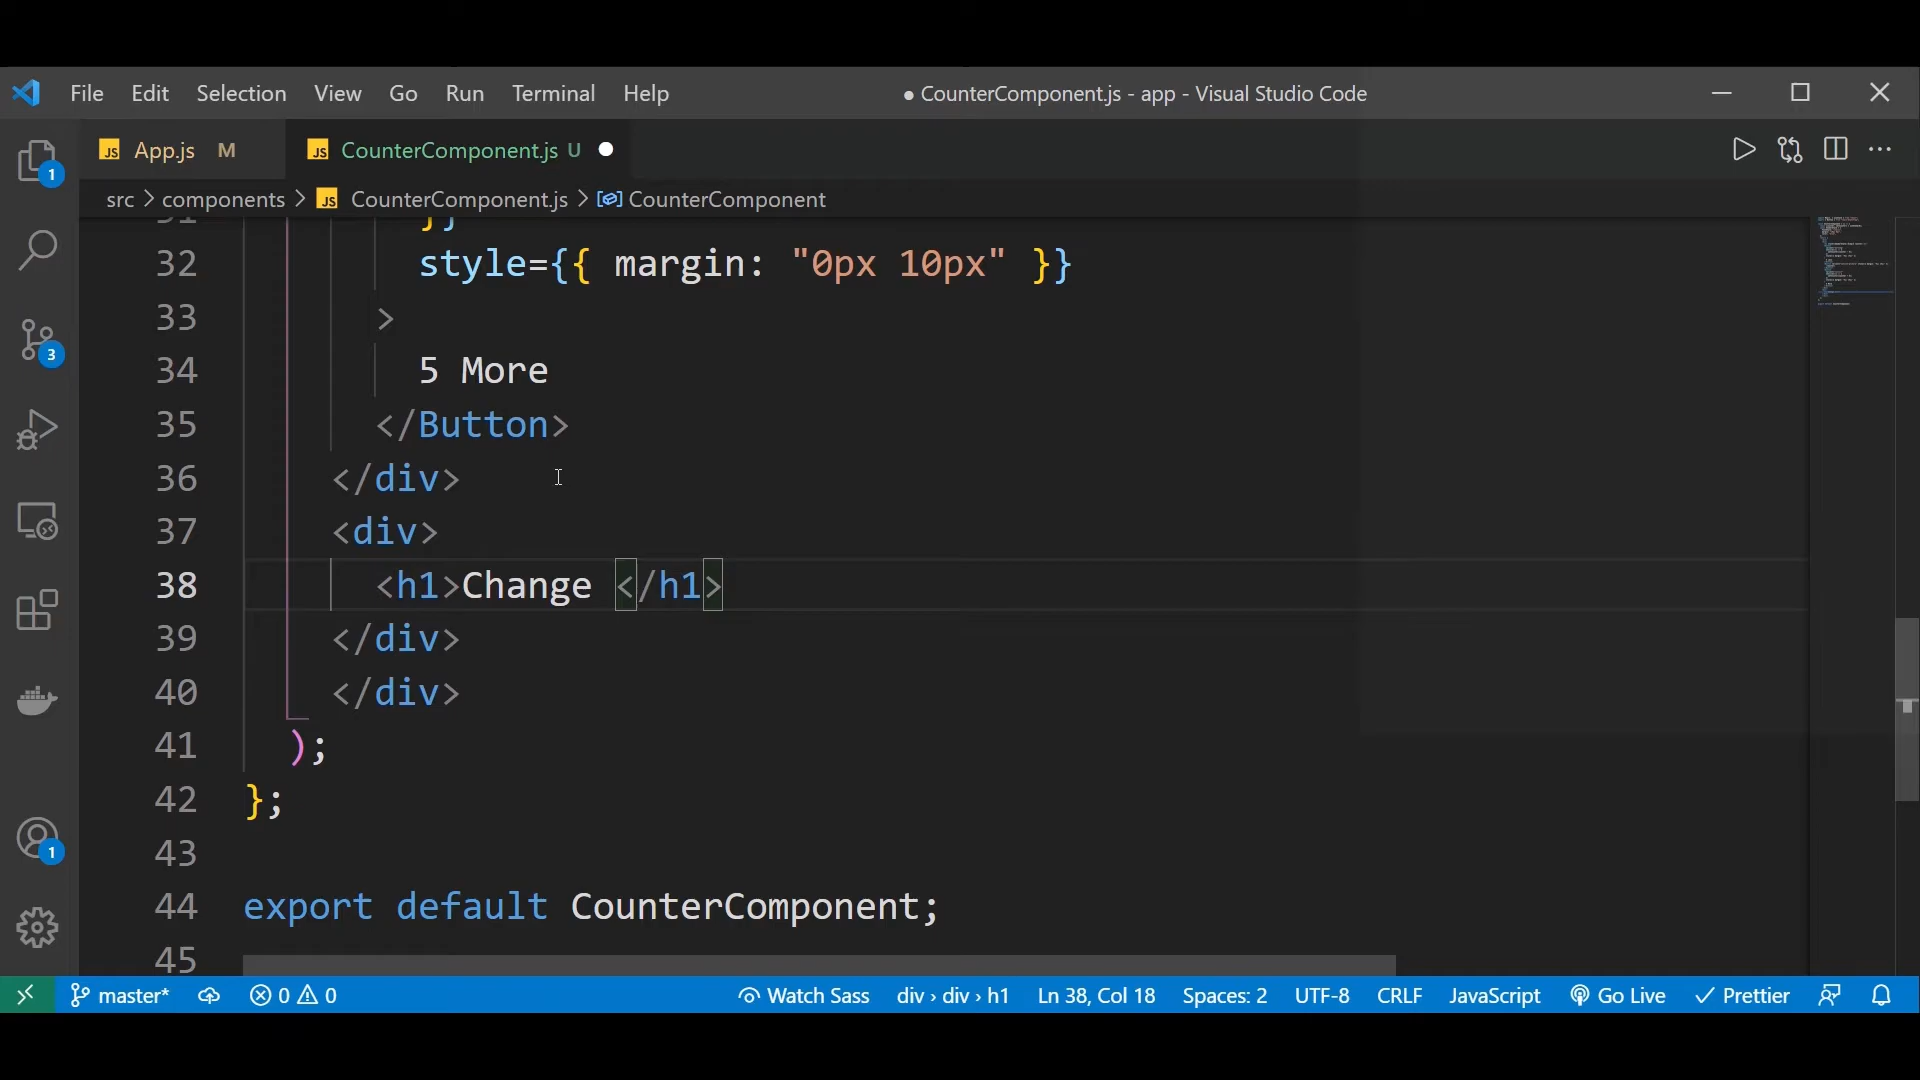 File Edit Selection View Go Run Terminal Help
● CounterComponent.js - app - Visual Studio Code
JS App.js M
JS CounterComponent.js U
src > components > JS CounterComponent.js > CounterComponent
31 }}
32 style={{ margin: "0px 10px" }}
33 >
34 5 More
35 </Button>
36 </div>
37 <div>
38 <h1>Change </h1>
39 </div>
40 </div>
41 );
42 };
43
44 export default CounterComponent;
45
1
3
1
master* 0 0 Watch Sass div › div › h1 Ln 38, Col 18 Spaces: 2 UTF-8 CRLF JavaScript Go Live Prettier